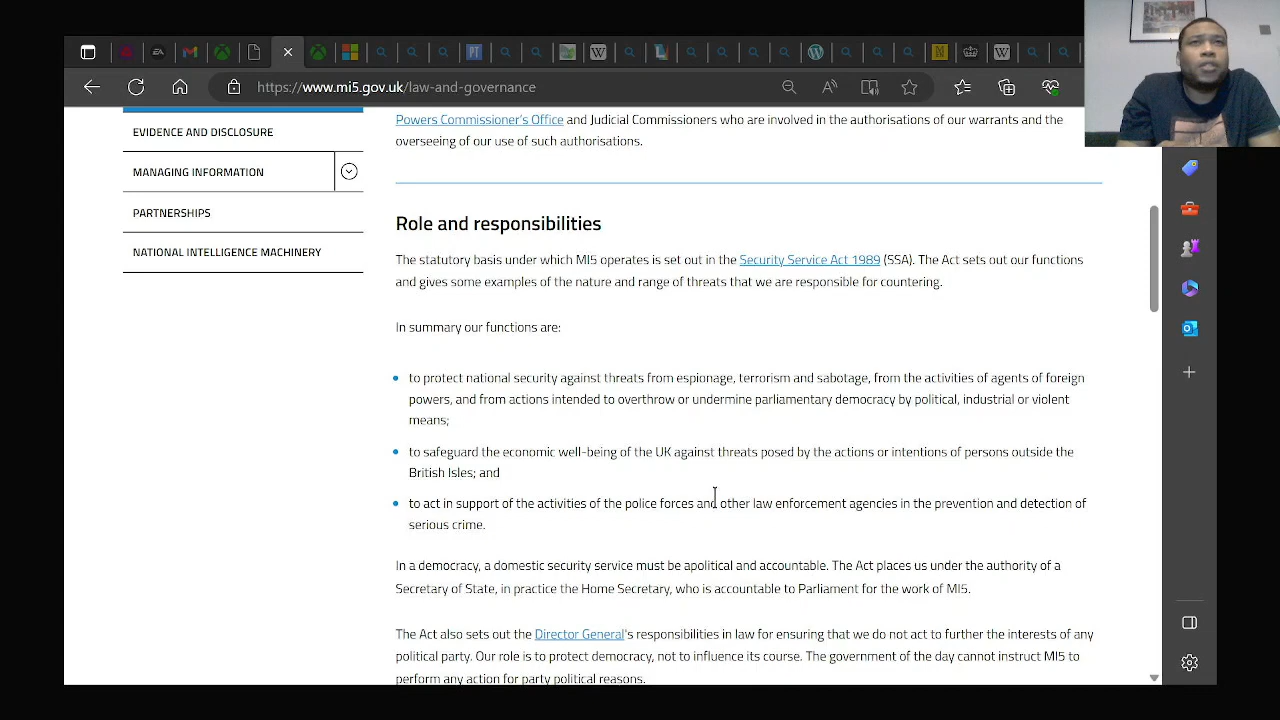 https://www.mi5.gov.uk/law-and-governance
EVIDENCE AND DISCLOSURE
MANAGING INFORMATION
PARTNERSHIPS
NATIONAL INTELLIGENCE MACHINERY
Powers Commissioner's Office and Judicial Commissioners who are involved in the authorisations of our warrants and the
overseeing of our use of such authorisations.
Role and responsibilities
The statutory basis under which MI5 operates is set out in the Security Service Act 1989 (SSA). The Act sets out our functions
and gives some examples of the nature and range of threats that we are responsible for countering.
In summary our functions are:
to protect national security against threats from espionage, terrorism and sabotage, from the activities of agents of foreign
powers, and from actions intended to overthrow or undermine parliamentary democracy by political, industrial or violent
means;
to safeguard the economic well-being of the UK against threats posed by the actions or intentions of persons outside the
British Isles; and
to act in support of the activities of the police forces and other law enforcement agencies in the prevention and detection of
serious crime.
In a democracy, a domestic security service must be apolitical and accountable. The Act places us under the authority of a
Secretary of State, in practice the Home Secretary, who is accountable to Parliament for the work of MI5.
The Act also sets out the Director General's responsibilities in law for ensuring that we do not act to further the interests of any
political party. Our role is to protect democracy, not to influence its course. The government of the day cannot instruct MI5 to
perform any action for party political reasons.